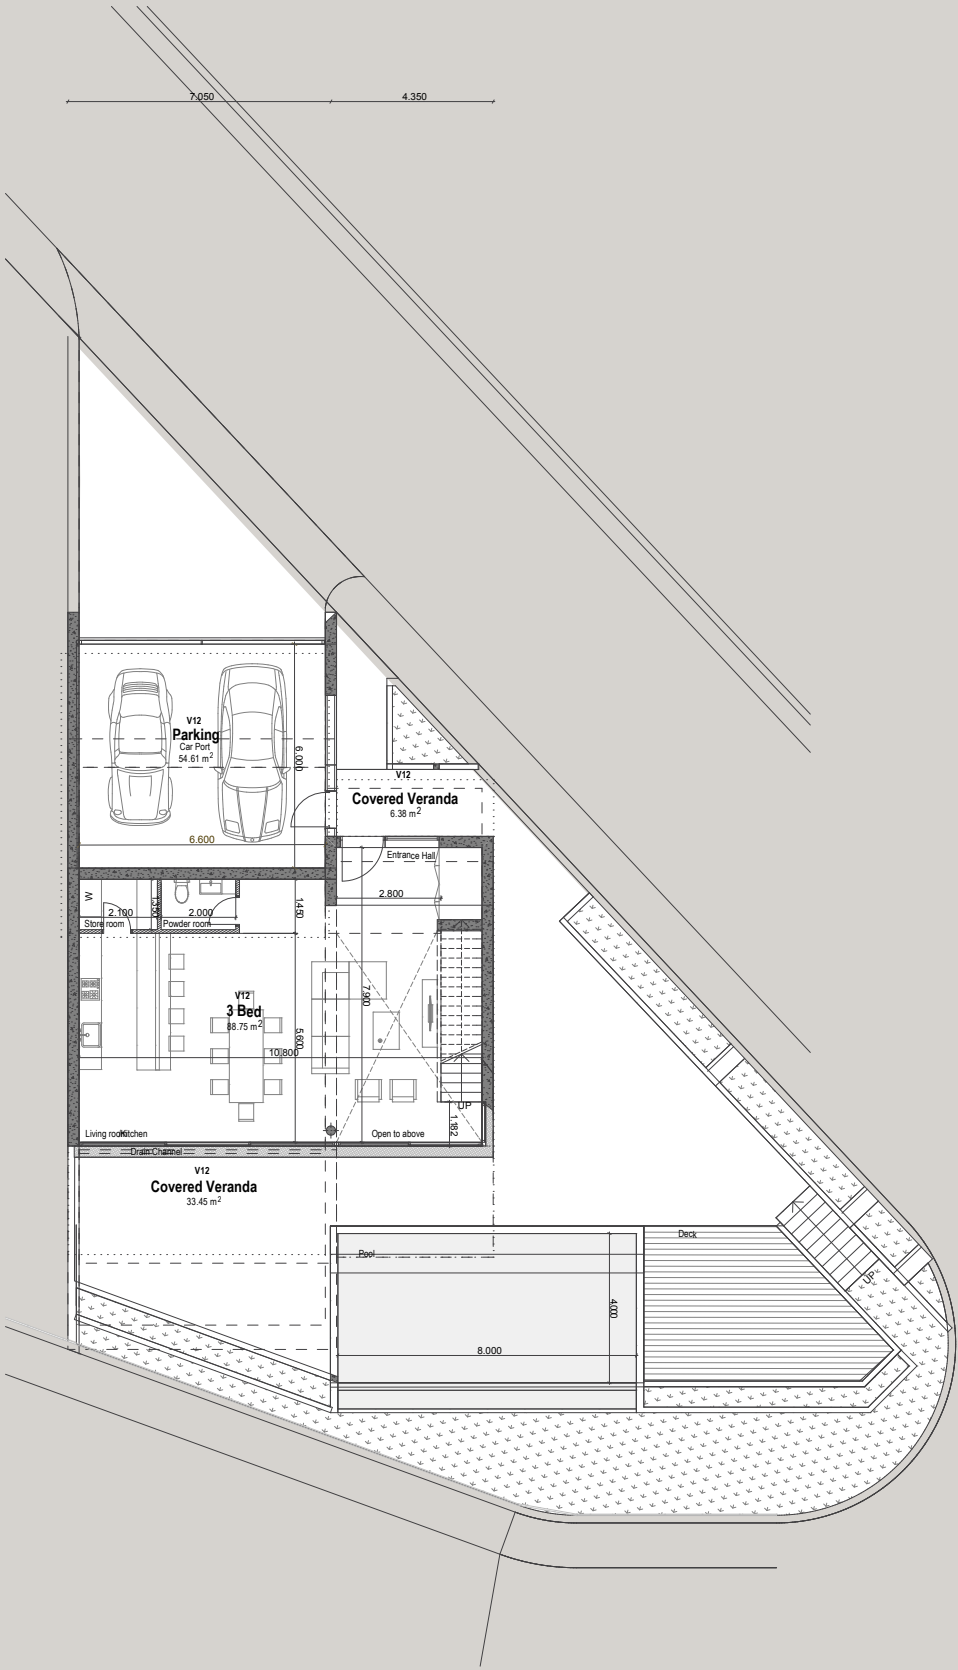 7.050
4.350
V12
Parking
Car Port
54.61 m²
6.000
V12
Covered Veranda
6.38 m²
6.600
Entrance Hall
W
2.100
1.350
2.000
1.450
2.800
Store room
Powder room
7.900
V12
3 Bed
88.75 m²
5.600
10.800
UP
1.182
Living room
Kitchen
Open to above
Drain Channel
V12
Covered Veranda
33.45 m²
Pool
Deck
UP
4.000
8.000